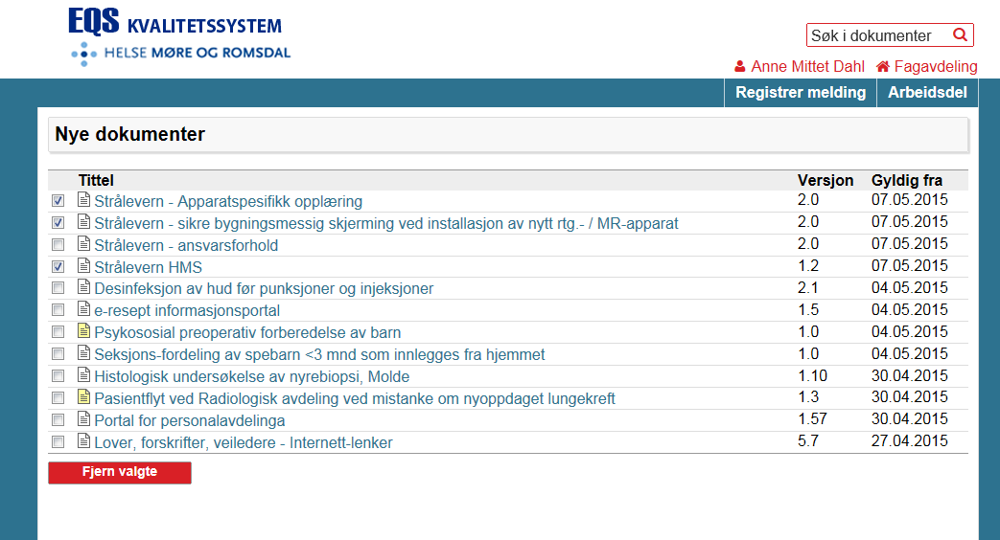 EQS KVALITETSSYSTEM
HELSE MØRE OG ROMSDAL
Søk i dokumenter
Anne Mittet Dahl Fagavdeling
Registrer melding Arbeidsdel
Nye dokumenter
Tittel Versjon Gyldig fra
Strålevern - Apparatspesifikk opplæring 2.0 07.05.2015
Strålevern - sikre bygningsmessig skjerming ved installasjon av nytt rtg.- / MR-apparat 2.0 07.05.2015
Strålevern - ansvarsforhold 2.0 07.05.2015
Strålevern HMS 1.2 07.05.2015
Desinfeksjon av hud før punksjoner og injeksjoner 2.1 04.05.2015
e-resept informasjonsportal 1.5 04.05.2015
Psykososial preoperativ forberedelse av barn 1.0 04.05.2015
Seksjons-fordeling av spebarn <3 mnd som innlegges fra hjemmet 1.0 04.05.2015
Histologisk undersøkelse av nyrebiopsi, Molde 1.10 30.04.2015
Pasientflyt ved Radiologisk avdeling ved mistanke om nyoppdaget lungekreft 1.3 30.04.2015
Portal for personalavdelinga 1.57 30.04.2015
Lover, forskrifter, veiledere - Internett-lenker 5.7 27.04.2015
Fjern valgte